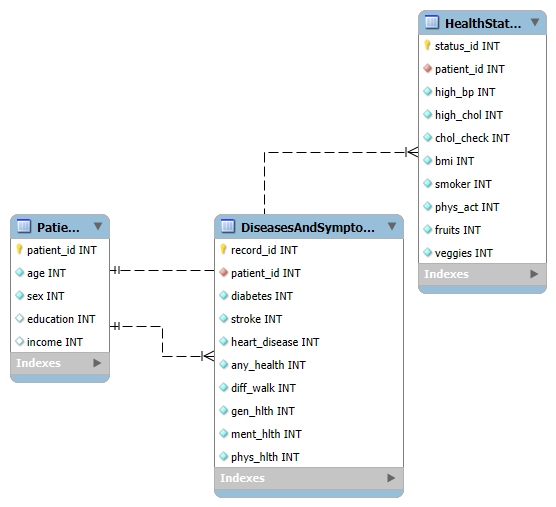 Patie...
patient_id INT
age INT
sex INT
education INT
income INT
Indexes
DiseasesAndSympto...
record_id INT
patient_id INT
diabetes INT
stroke INT
heart_disease INT
any_health INT
diff_walk INT
gen_hlth INT
ment_hlth INT
phys_hlth INT
Indexes
HealthStat...
status_id INT
patient_id INT
high_bp INT
high_chol INT
chol_check INT
bmi INT
smoker INT
phys_act INT
fruits INT
veggies INT
Indexes